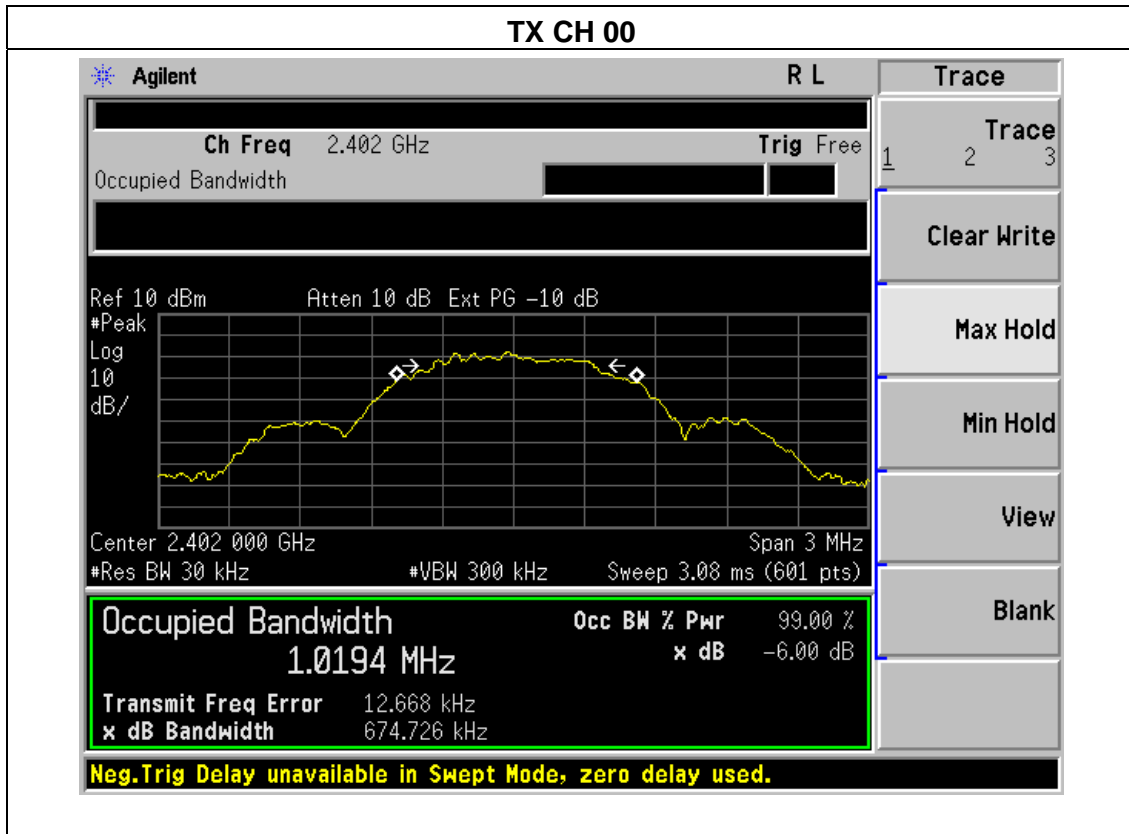 TX CH 00
Agilent R L Trace
Ch Freq 2.402 GHz Trig Free
Occupied Bandwidth
Trace
1 2 3
Clear Write
Max Hold
Min Hold
View
Blank
Ref 10 dBm Atten 10 dB Ext PG -10 dB
#Peak
Log
10
dB/
Center 2.402 000 GHz Span 3 MHz
#Res BW 30 kHz #VBW 300 kHz Sweep 3.08 ms (601 pts)
Occupied Bandwidth Occ BW % Pwr 99.00 %
1.0194 MHz x dB -6.00 dB
Transmit Freq Error 12.668 kHz
x dB Bandwidth 674.726 kHz
Neg.Trig Delay unavailable in Swept Mode, zero delay used.